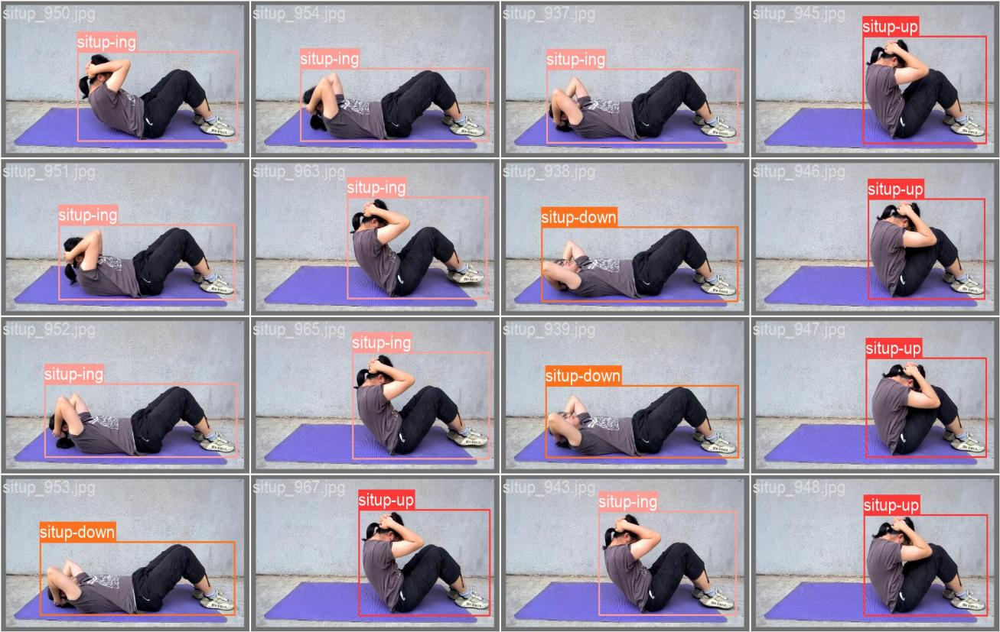 situp_950.jpg
situp-ing
situp_954.jpg
situp-ing
situp_937.jpg
situp-ing
situp_945.jpg
situp-up
situp_951.jpg
situp-ing
situp_963.jpg
situp-ing
situp_938.jpg
situp-down
situp_946.jpg
situp-up
situp_952.jpg
situp-ing
situp_965.jpg
situp-ing
situp_939.jpg
situp-down
situp_947.jpg
situp-up
situp_953.jpg
situp-down
situp_967.jpg
situp-up
situp_943.jpg
situp-ing
situp_948.jpg
situp-up